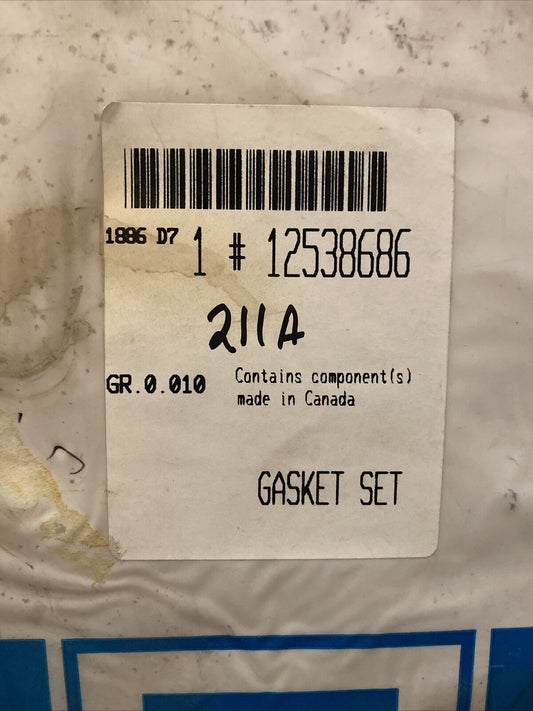 1886 D7 1 # 12538686
211A
GR.0.010 Contains component(s)
made in Canada
GASKET SET